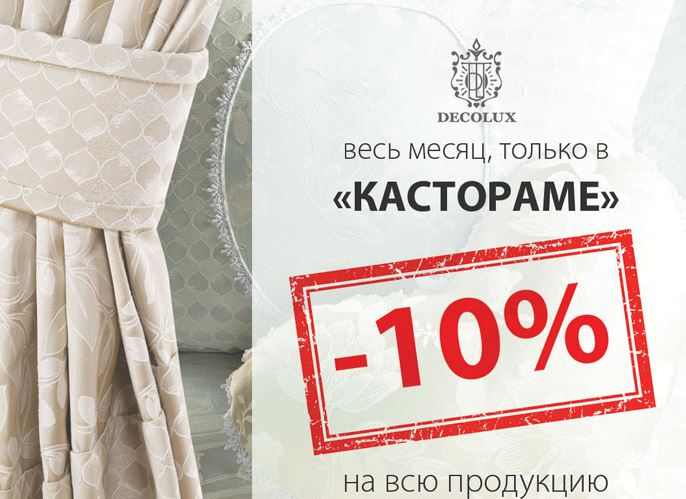 DECOLUX
весь месяц, только в
«КАСТОРАМЕ»
-10%
на всю продукцию